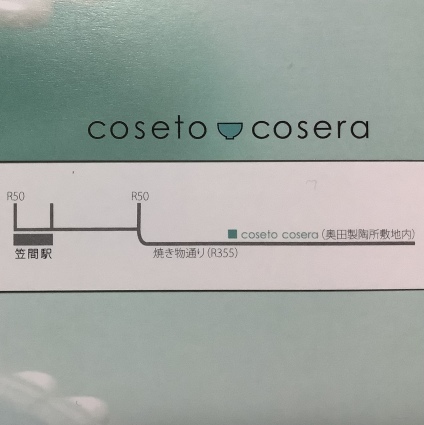 coseto cosera
R50
R50
coseto cosera(奥田製陶所敷地内)
笠間駅
焼き物通り(R355)